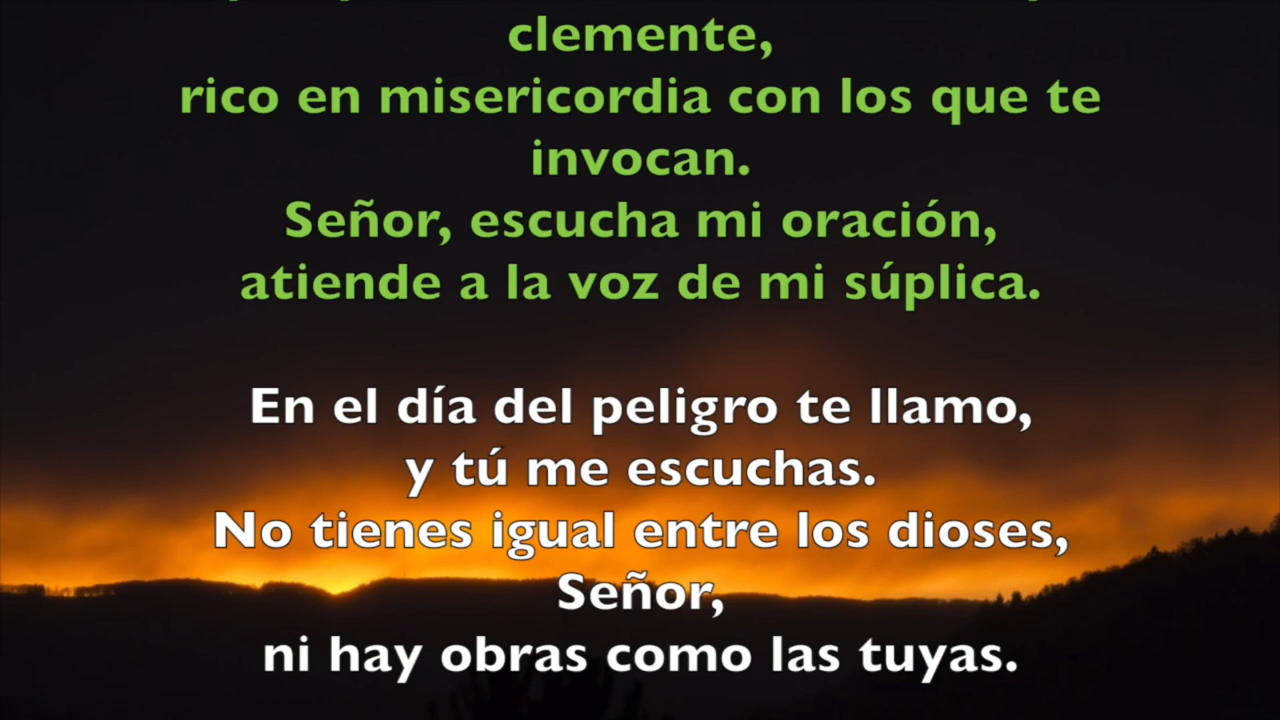 clemente,
rico en misericordia con los que te
invocan.
Señor, escucha mi oración,
atiende a la voz de mi súplica.
En el día del peligro te llamo,
y tú me escuchas.
No tienes igual entre los dioses,
Señor,
ni hay obras como las tuyas.